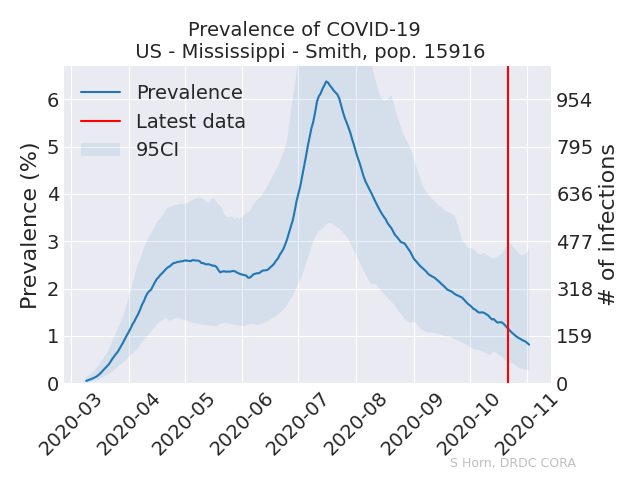 Prevalence of COVID-19
US - Mississippi - Smith, pop. 15916
Prevalence
Latest data
95CI
Prevalence (%)
6
5
4
3
2
1
0
# of infections
954
795
636
477
318
159
0
2020-03
2020-04
2020-05
2020-06
2020-07
2020-08
2020-09
2020-10
2020-11
S Horn, DRDC CORA